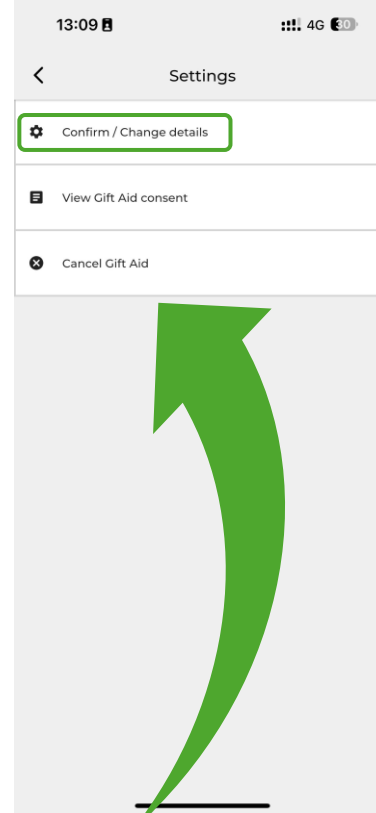 13:09 4G 30
Settings
Confirm / Change details
View Gift Aid consent
Cancel Gift Aid